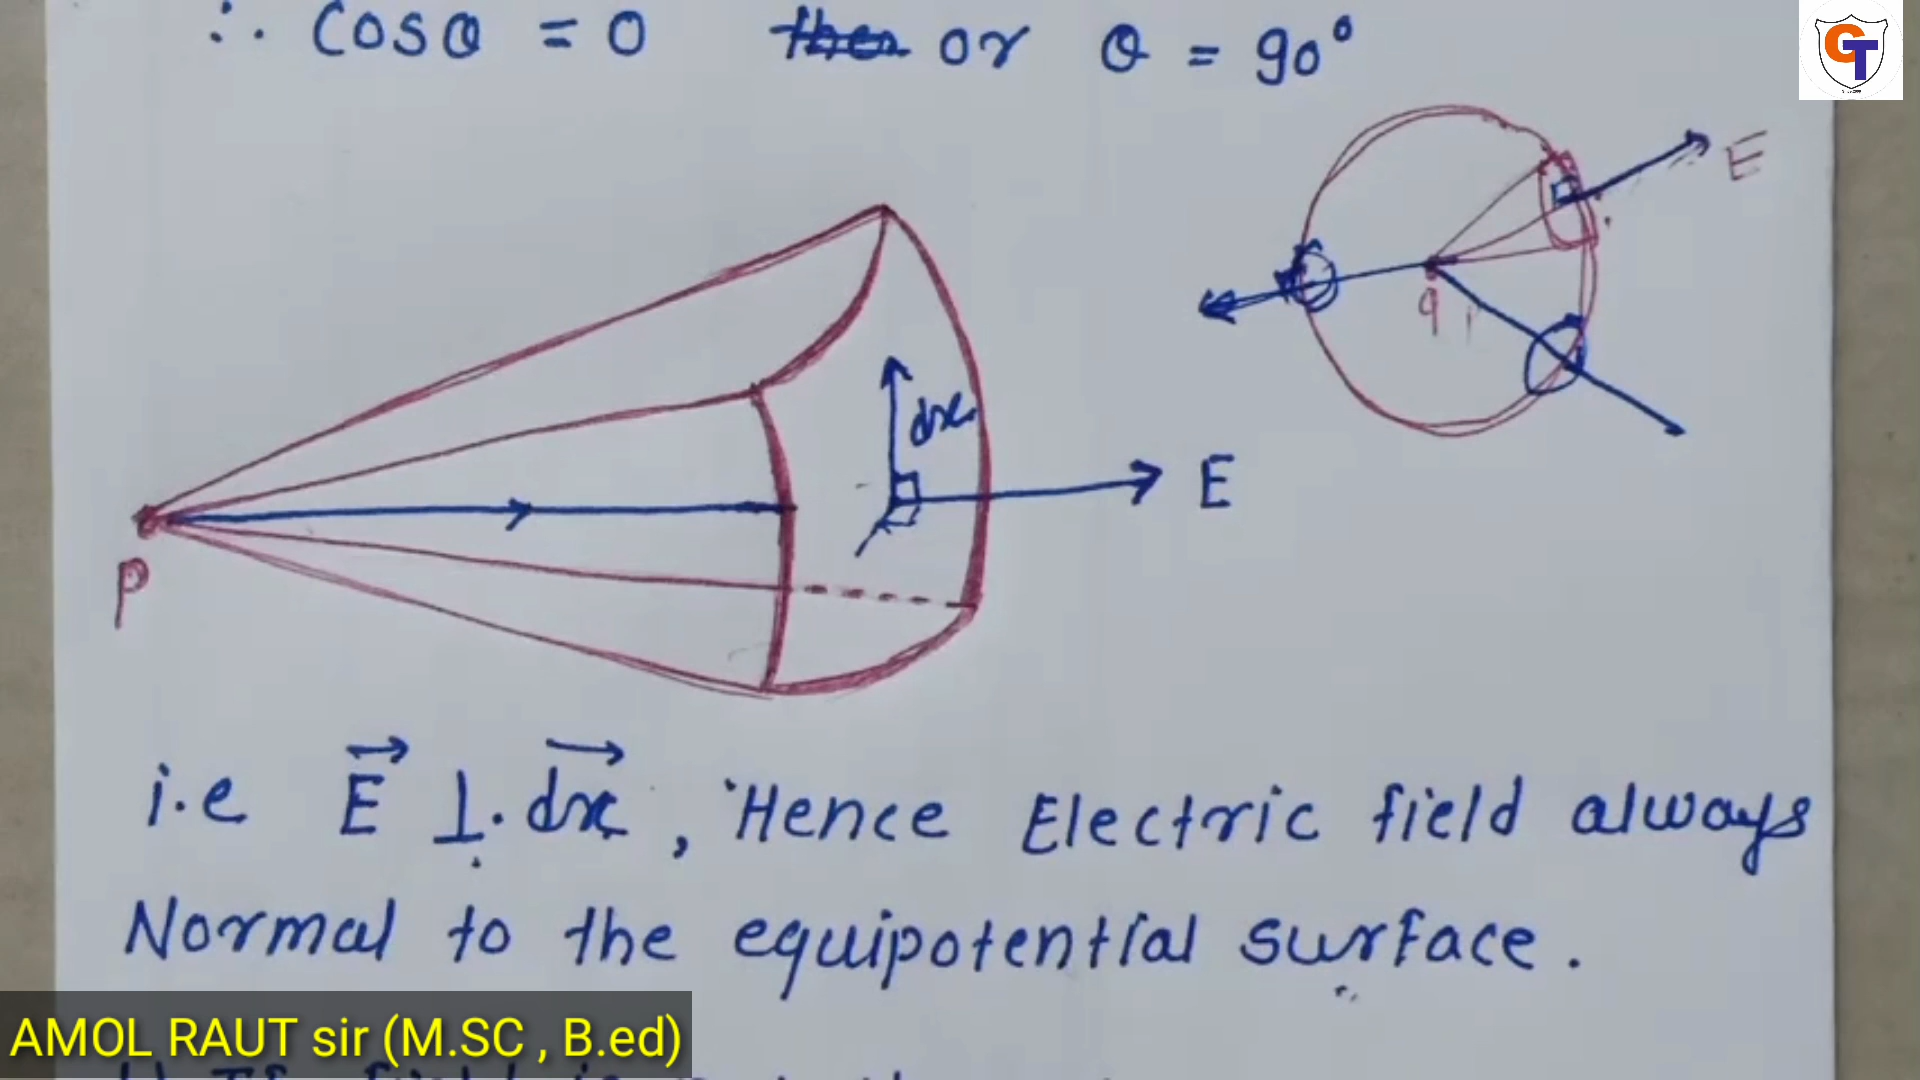 ∴ Cosθ = 0 or θ = 90°
GT
E
q
dx
E
P
i.e E ⊥. dx, Hence Electric field always
Normal to the equipotential surface.
AMOL RAUT sir (M.SC , B.ed)